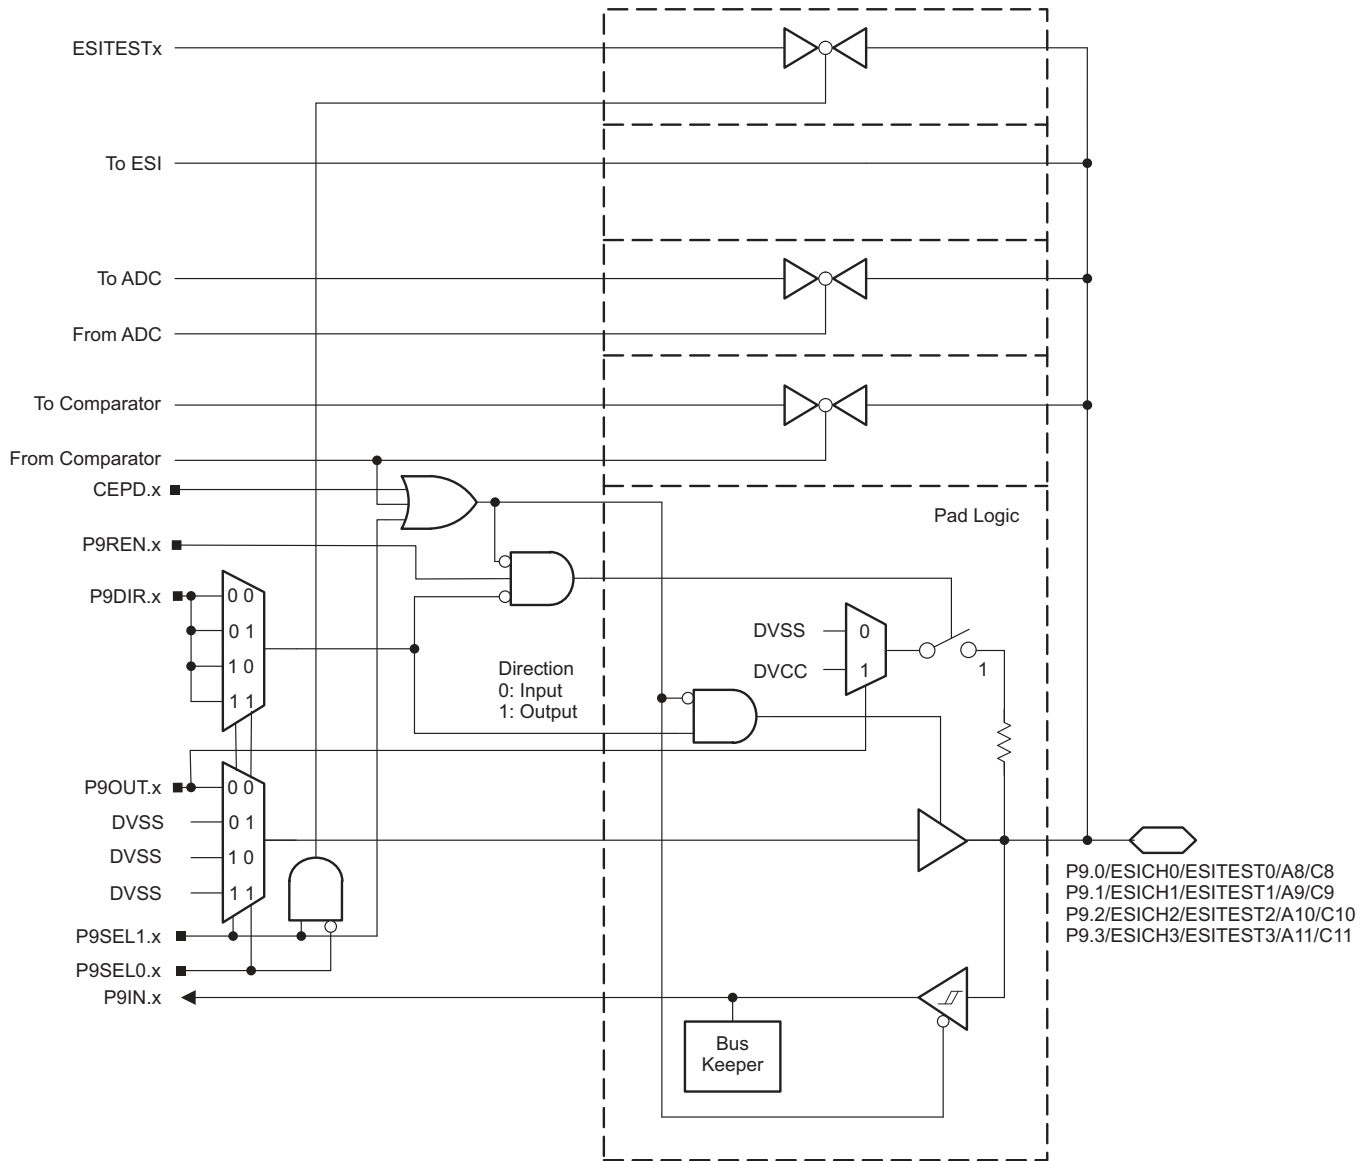 ESITESTx
To ESI
To ADC
From ADC
To Comparator
From Comparator
CEPD.x
Pad Logic
P9REN.x
P9DIR.x
0 0
0 1
1 0
1 1
Direction
0: Input
1: Output
DVSS
0
DVCC
1
1
P9OUT.x
0 0
DVSS
0 1
DVSS
1 0
DVSS
1 1
P9.0/ESICH0/ESITEST0/A8/C8
P9.1/ESICH1/ESITEST1/A9/C9
P9.2/ESICH2/ESITEST2/A10/C10
P9.3/ESICH3/ESITEST3/A11/C11
P9SEL1.x
P9SEL0.x
P9IN.x
Bus
Keeper